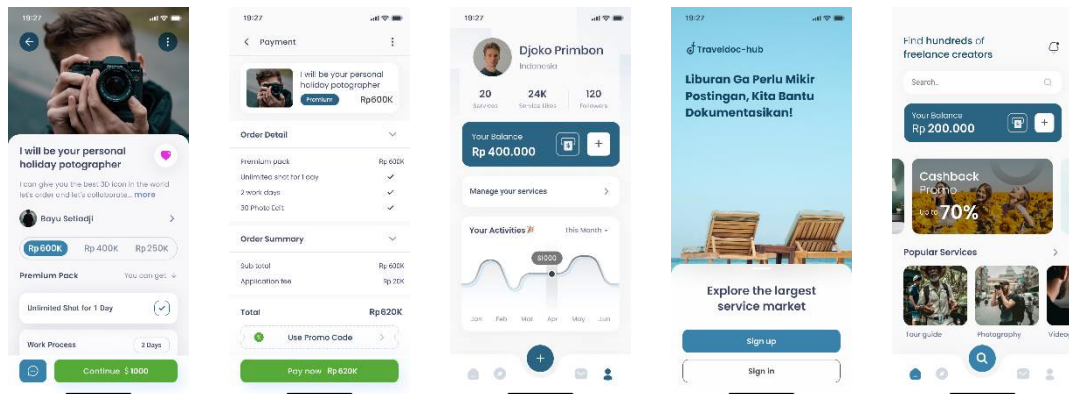 19:27
I will be your personal
holiday potographer
I can give you the best 3D icon in the world
let's order and let's colloborate... more
Bayu Setiadji
Rp600K
Rp400K
Rp250K
Premium Pack
You can get
Unlimited Shot for 1 Day
Work Process
2 Days
Continue $1000
19:27
Payment
I will be your personal
holiday potographer
Premium
Rp600K
Order Detail
Premium pack
Rp 600K
Unlimited shot for 1 day
2 work days
30 Photo Edit
Order Summary
Sub total
Rp 600K
Application fee
Rp 20K
Total
Rp620K
Use Promo Code
Pay now Rp620K
19:27
Djoko Primbon
Indonesia
20
24K
120
Services
Service likes
Followers
Your Balance
Rp 400.000
Manage your services
Your Activities
This Month
$1000
Jan Feb Mar Apr May Jun
19:27
Traveldoc-hub
Liburan Ga Perlu Mikir
Postingan, Kita Bantu
Dokumentasikan!
Explore the largest
service market
Sign up
Sign in
Find hundreds of
freelance creators
Search..
Your Balance
Rp 200.000
Cashback
Promo
Up to 70%
Popular Services
Tour guide
Photography
Video